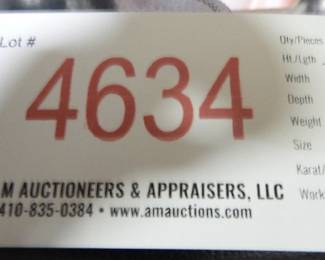 Lot #
4634
M AUCTIONEERS & APPRAISERS, LLC
410-835-0384 • www.amauctions.com
Qty/Pieces
Ht./Lgth
Width
Depth
Weight
Size
Karat/
Work